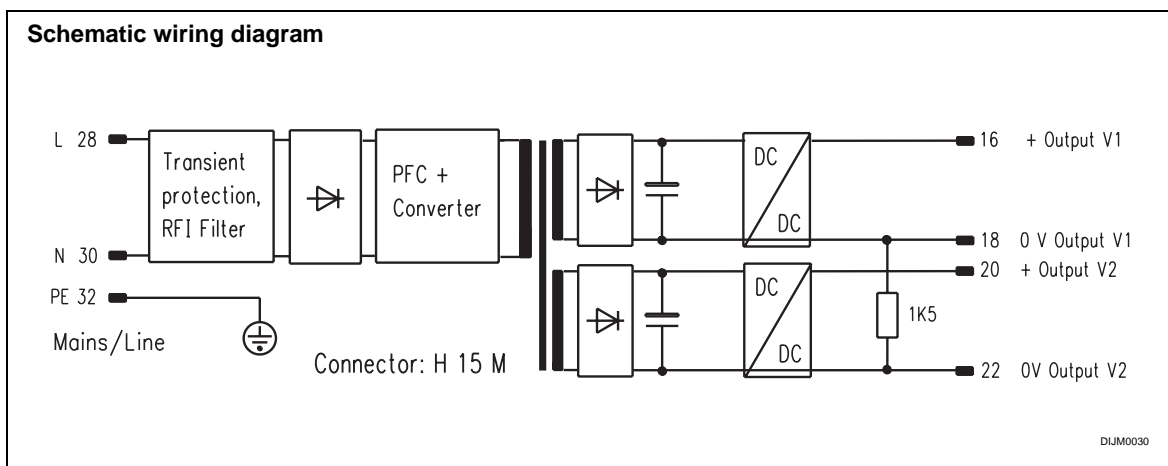 Schematic wiring diagram
L 28
Transient
protection,
RFI Filter
PFC +
Converter
DC
DC
16 + Output V1
18 0 V Output V1
N 30
20 + Output V2
PE 32
DC
DC
1K5
Mains/Line
Connector: H 15 M
22 0V Output V2
DIJM0030